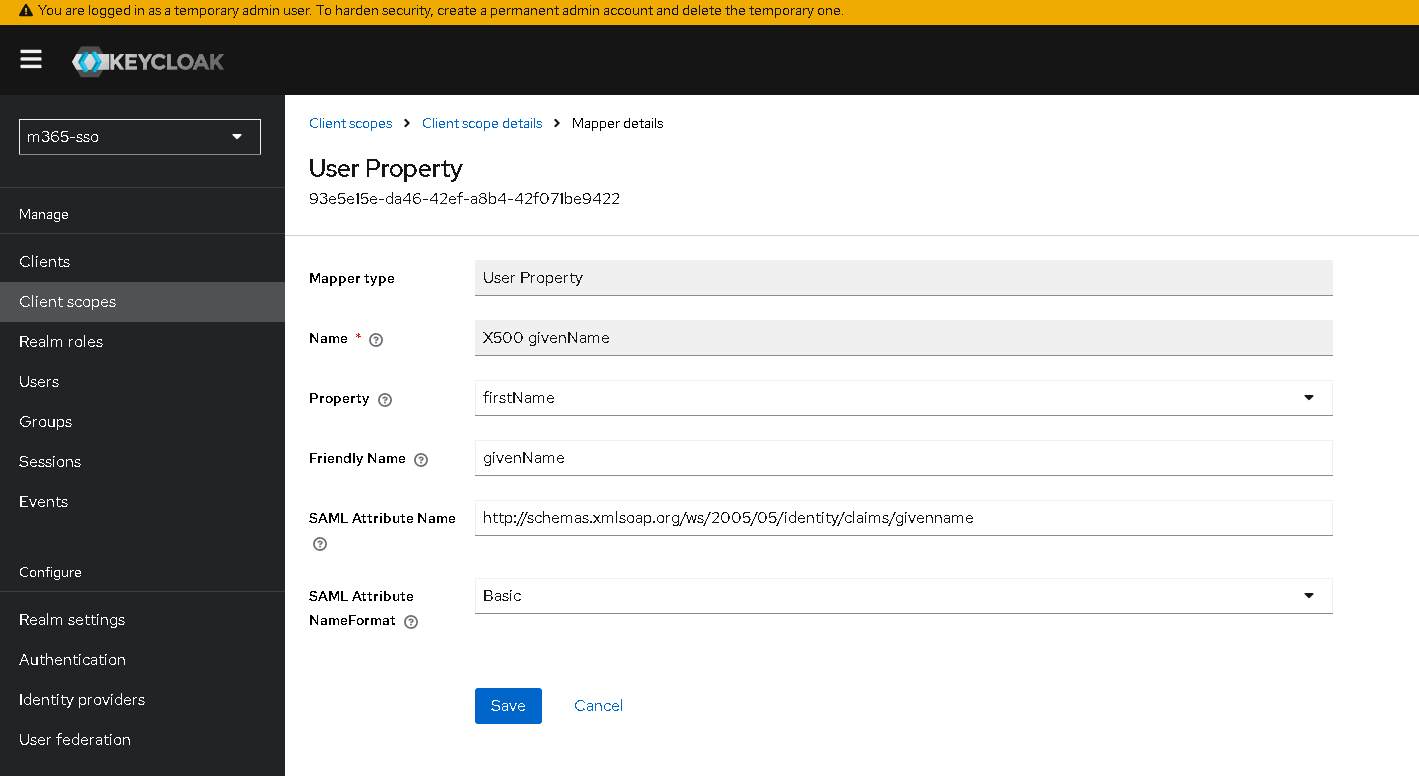 You are logged in as a temporary admin user. To harden security, create a permanent admin account and delete the temporary one.
KEYCLOAK
m365-sso
Manage
Clients
Client scopes
Realm roles
Users
Groups
Sessions
Events
Configure
Realm settings
Authentication
Identity providers
User federation
Client scopes > Client scope details > Mapper details
User Property
93e5e15e-da46-42ef-a8b4-42f071be9422
Mapper type User Property
Name * X500 givenName
Property firstName
Friendly Name givenName
SAML Attribute Name http://schemas.xmlsoap.org/ws/2005/05/identity/claims/givenname
SAML Attribute Basic
NameFormat
Save Cancel